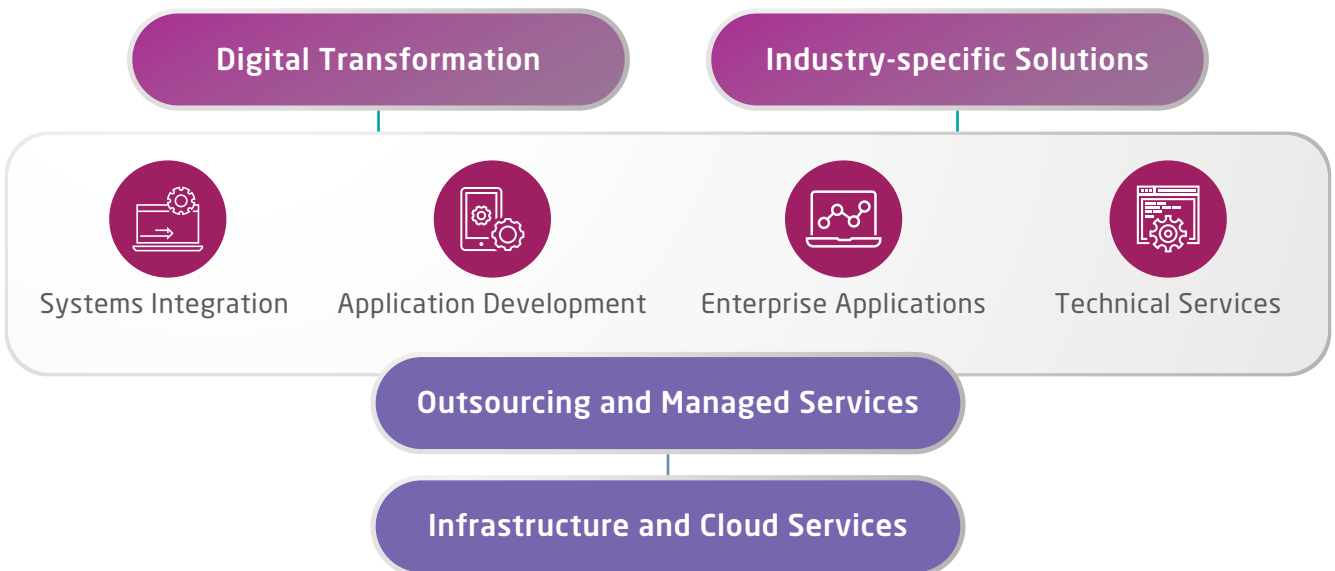 Digital Transformation
Industry-specific Solutions
Systems Integration
Application Development
Enterprise Applications
Technical Services
Outsourcing and Managed Services
Infrastructure and Cloud Services